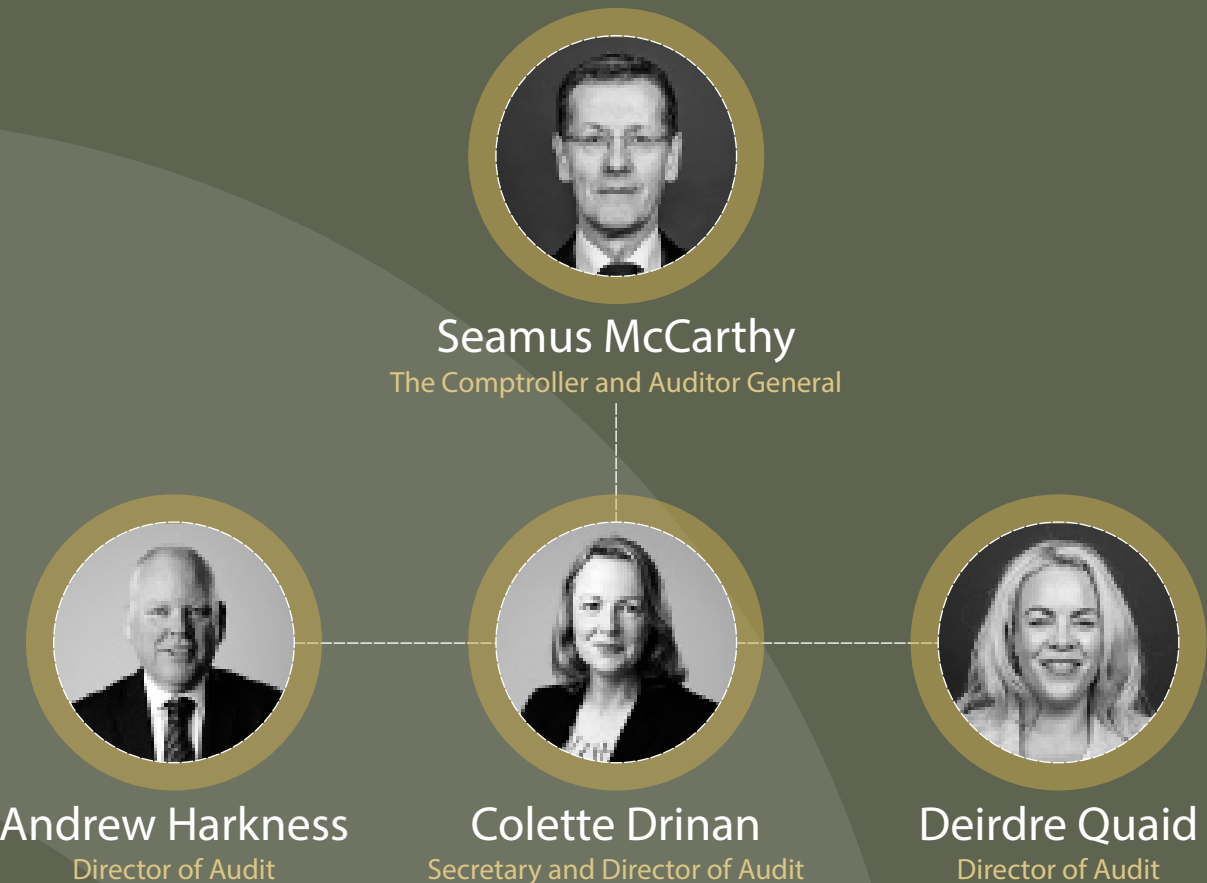 Seamus McCarthy
The Comptroller and Auditor General
Andrew Harkness
Director of Audit
Colette Drinan
Secretary and Director of Audit
Deirdre Quaid
Director of Audit